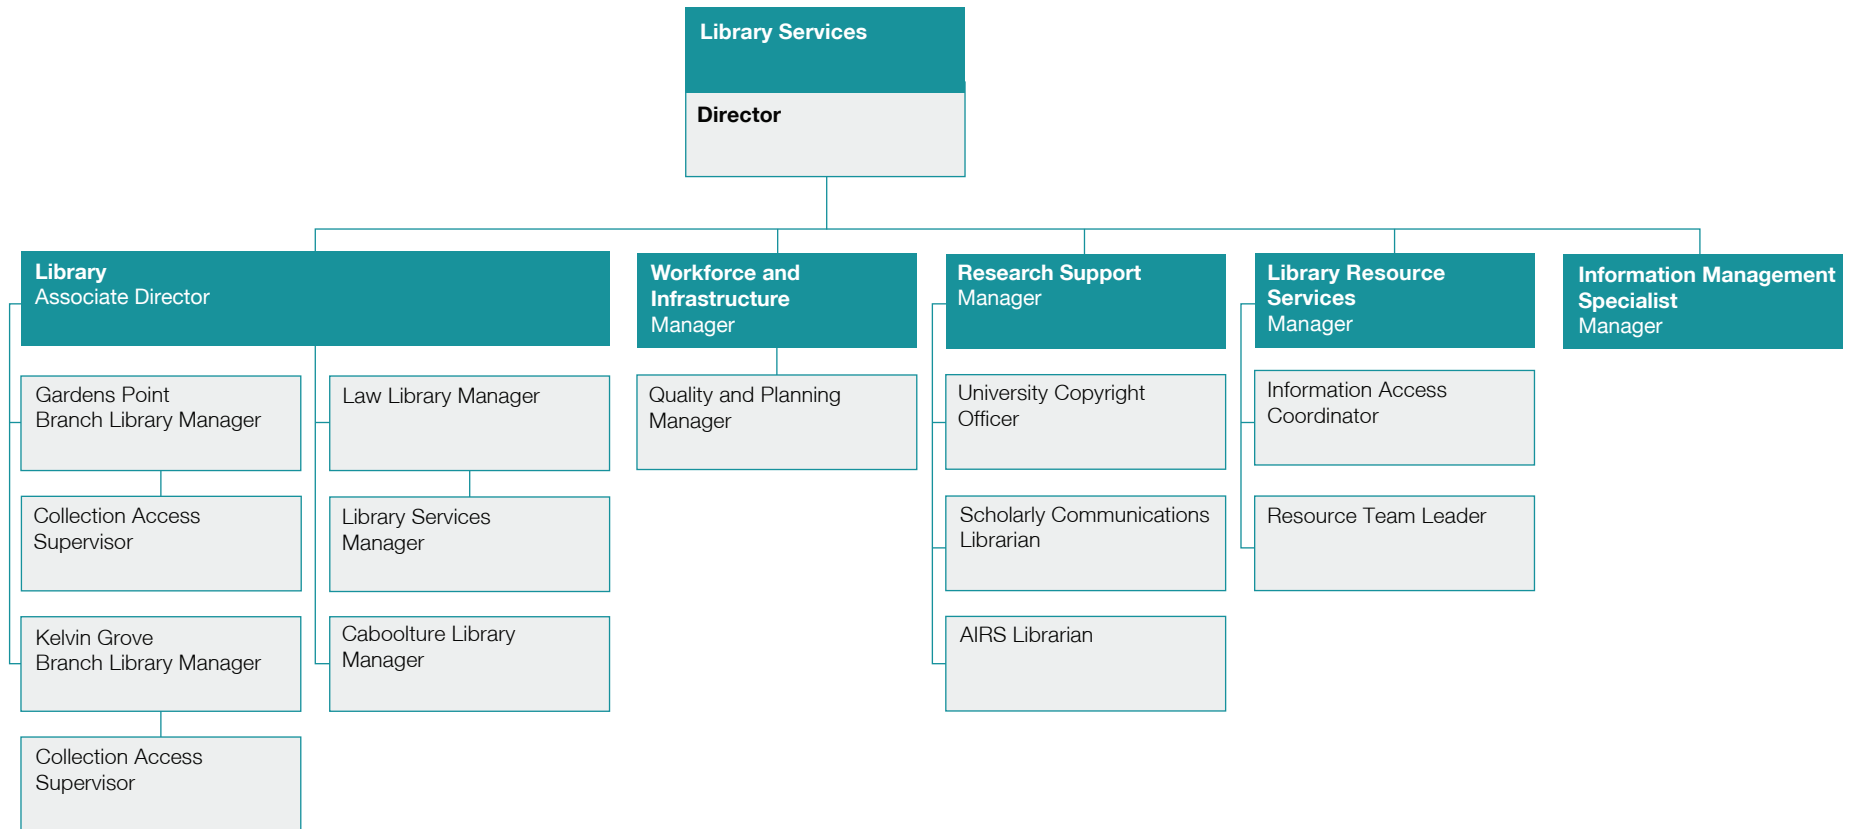 Library Services
Director
Library
Associate Director
Gardens Point
Branch Library Manager
Collection Access
Supervisor
Kelvin Grove
Branch Library Manager
Collection Access
Supervisor
Law Library Manager
Library Services
Manager
Caboolture Library
Manager
Workforce and
Infrastructure
Manager
Quality and Planning
Manager
Research Support
Manager
University Copyright
Officer
Scholarly Communications
Librarian
AIRS Librarian
Library Resource
Services
Manager
Information Access
Coordinator
Resource Team Leader
Information Management
Specialist
Manager